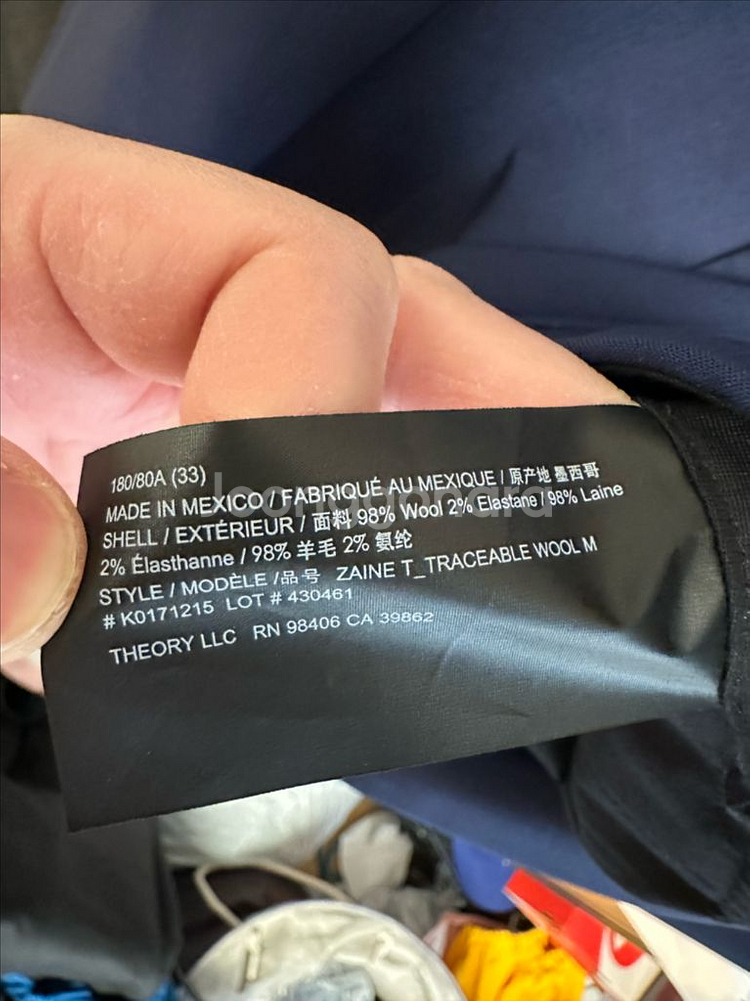 180/80A (33)
MADE IN MEXICO / FABRIQUÉ AU MEXIQUE / 原产地 墨西哥
SHELL / EXTÉRIEUR / 面料 98% Wool 2% Elastane / 98% Laine
2% Élasthanne / 98% 羊毛 2% 氨纶
STYLE / MODÈLE /品号 ZAINE T_TRACEABLE WOOL M
# K0171215 LOT # 430461
THEORY LLC RN 98406 CA 39862